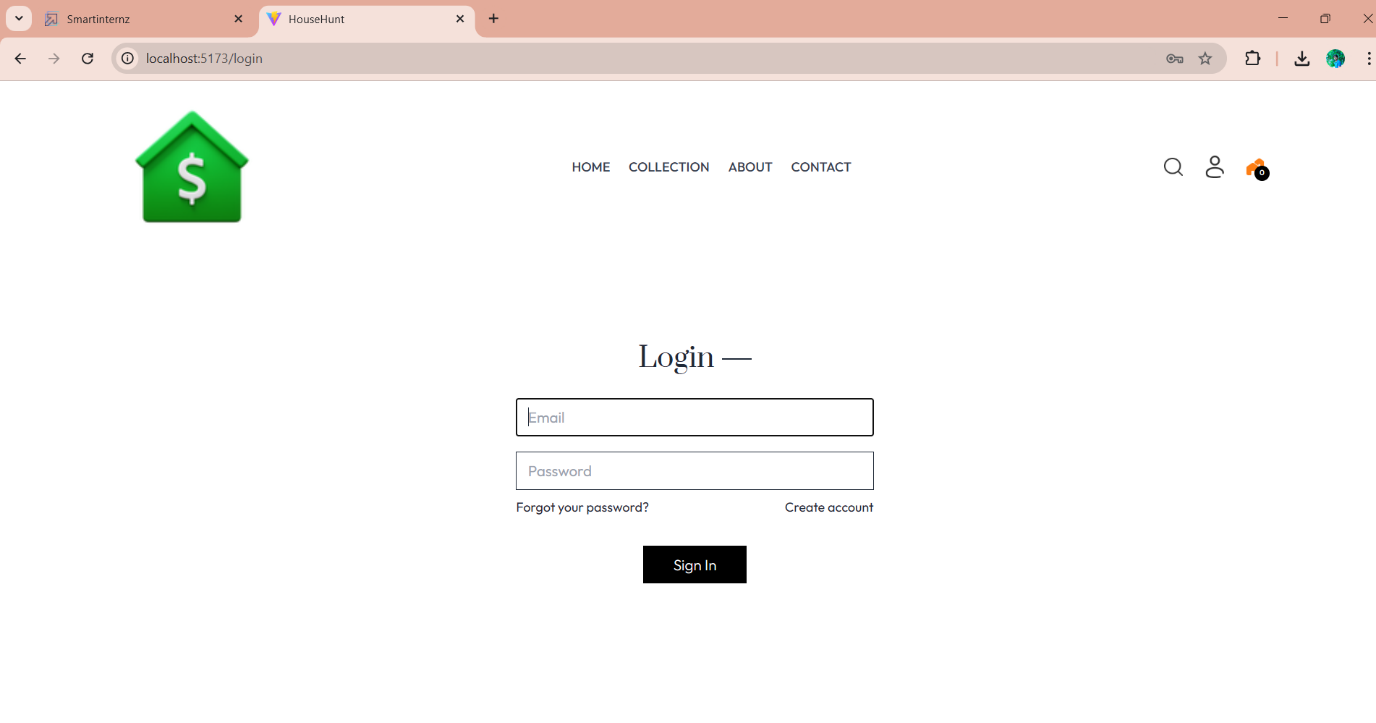 Smartinternz
HouseHunt
localhost:5173/login
$
HOME COLLECTION ABOUT CONTACT
0
Login
Email
Password
Forgot your password? Create account
Sign In